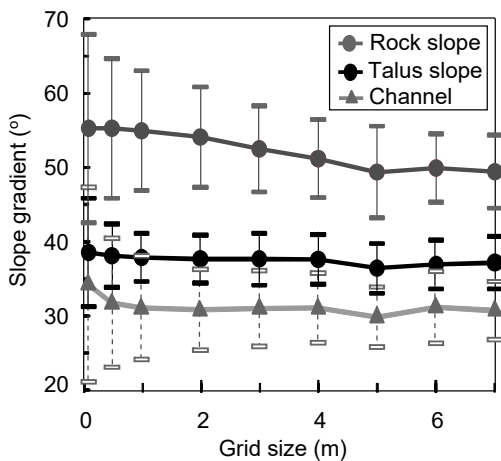 70
60
50
40
30
20
Slope gradient (°)
Rock slope
Talus slope
Channel
0 2 4 6
Grid size (m)